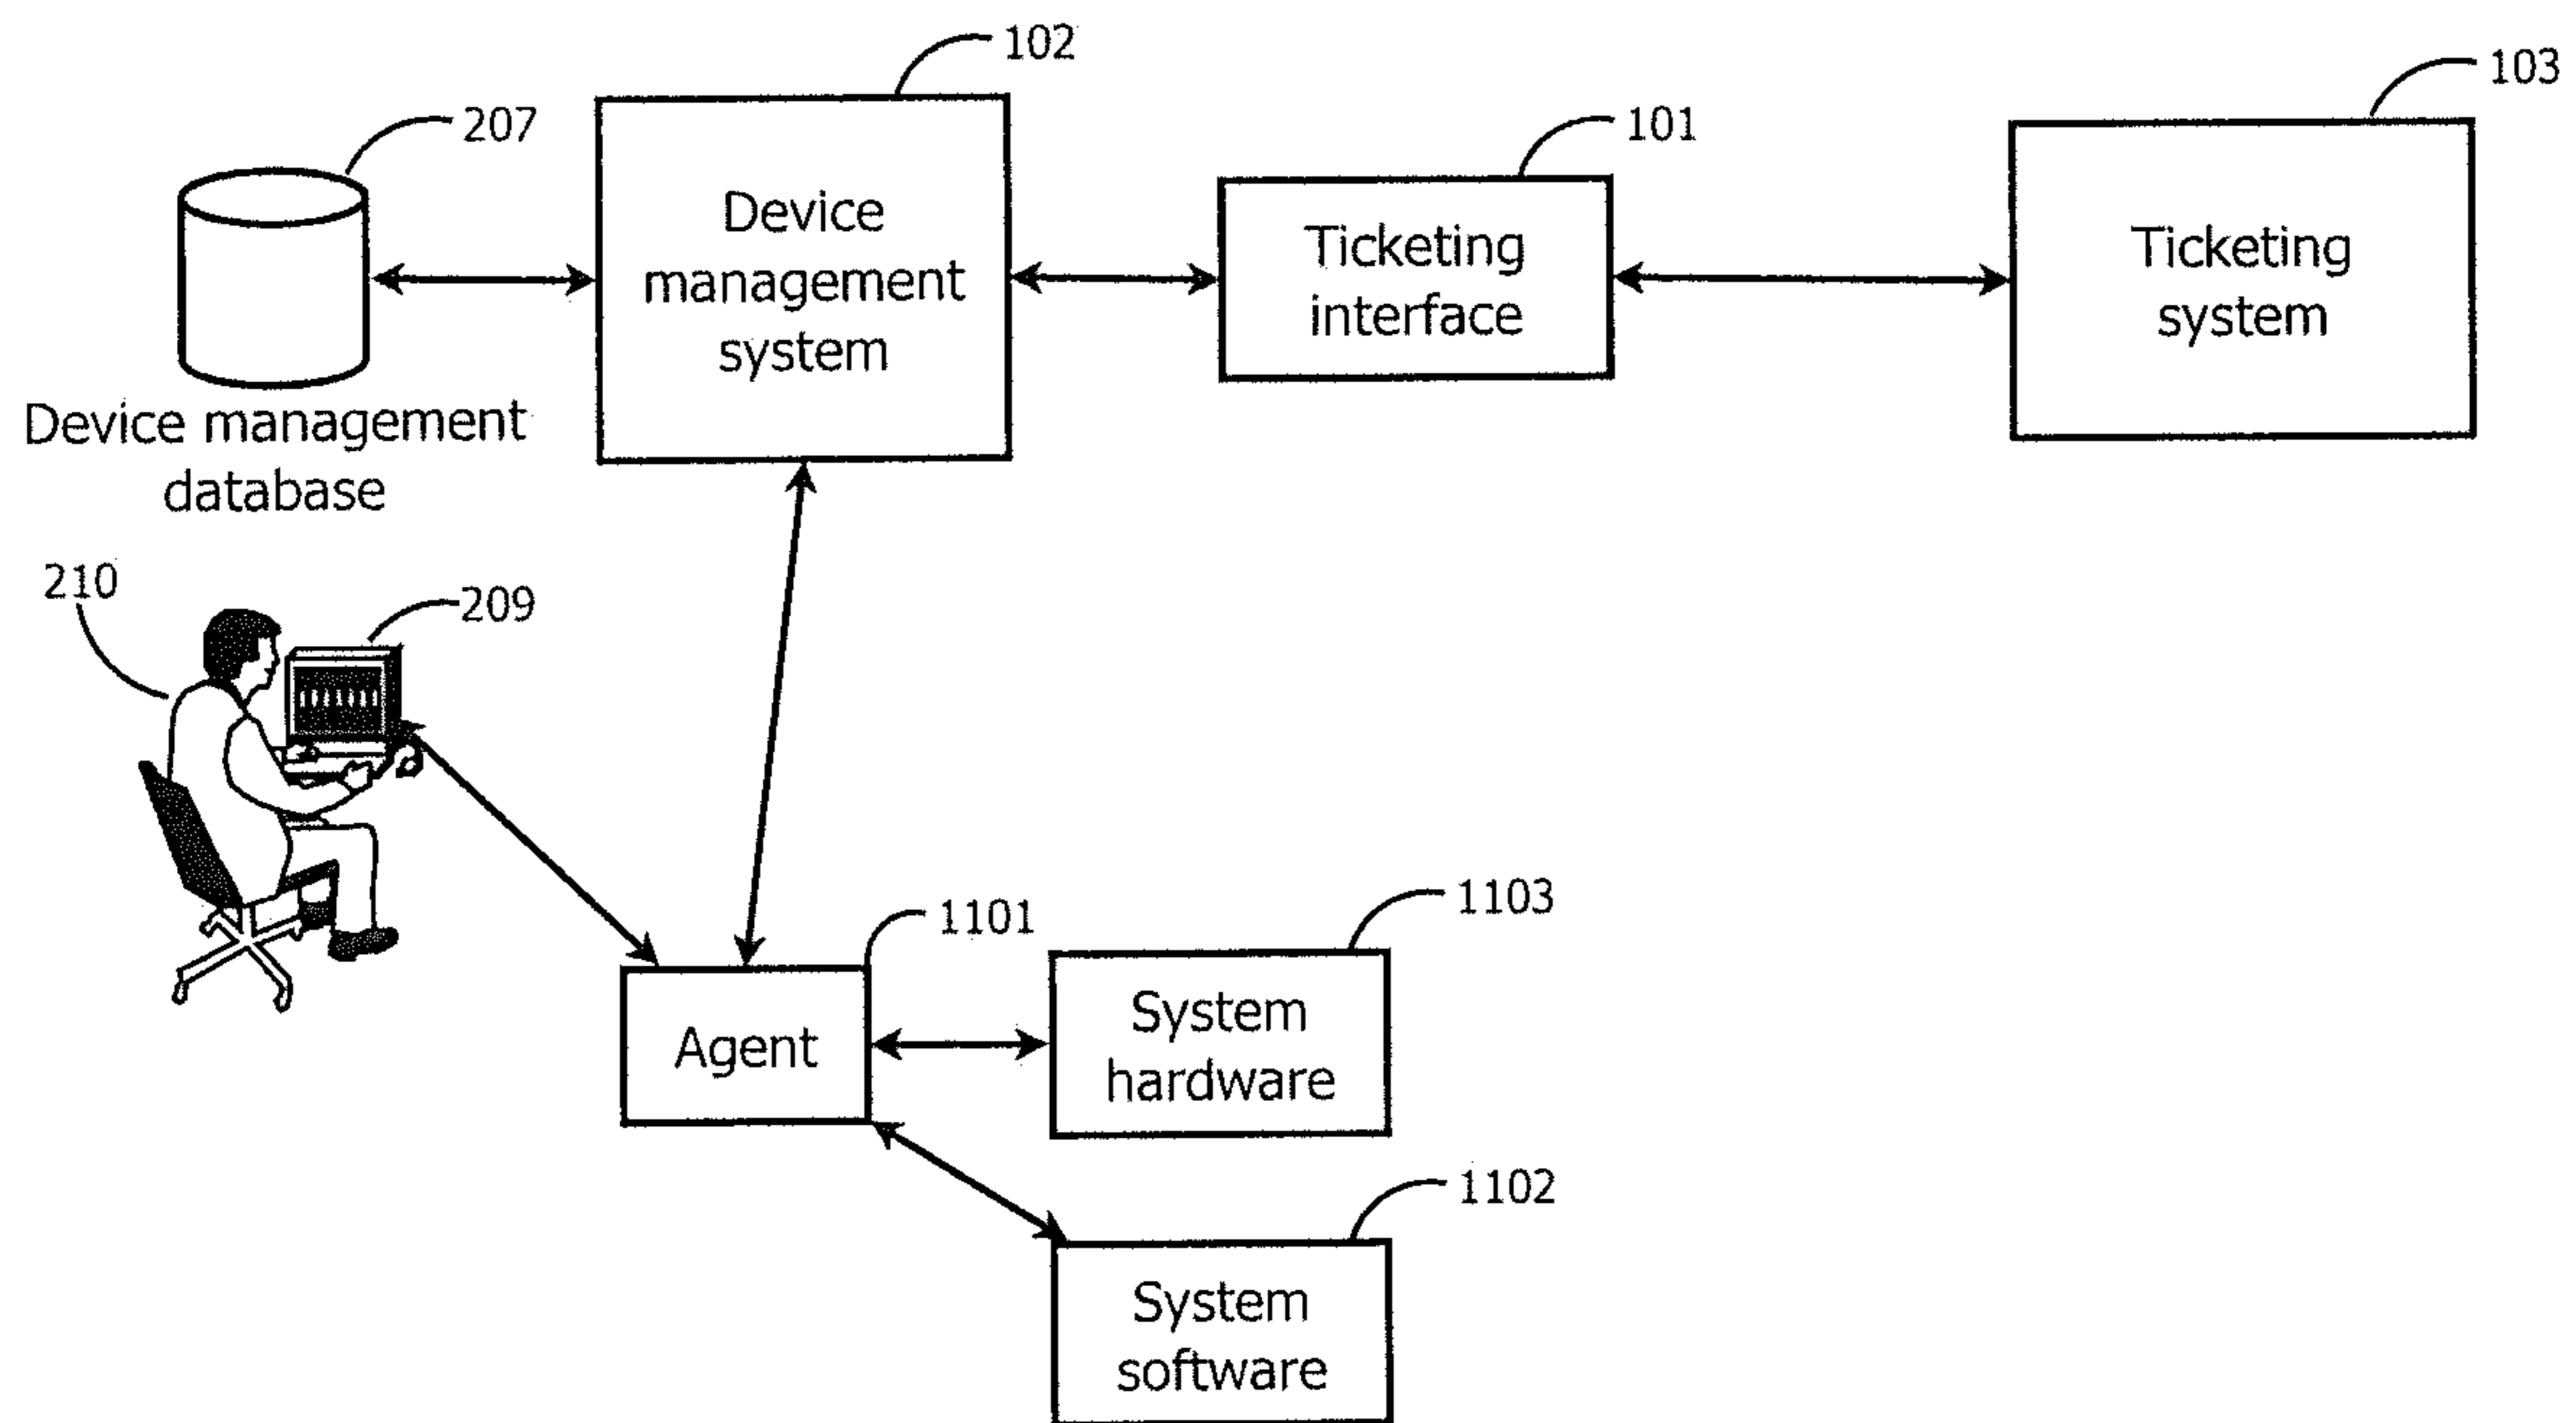 102
103
207
101
Device
management
system
Ticketing
interface
Ticketing
system
Device management
database
210
209
1101
1103
Agent
System
hardware
1102
System
software